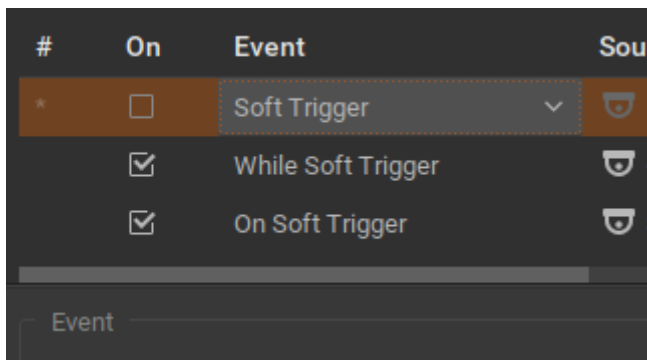 # On Event Sou
* Soft Trigger
While Soft Trigger
On Soft Trigger
Event